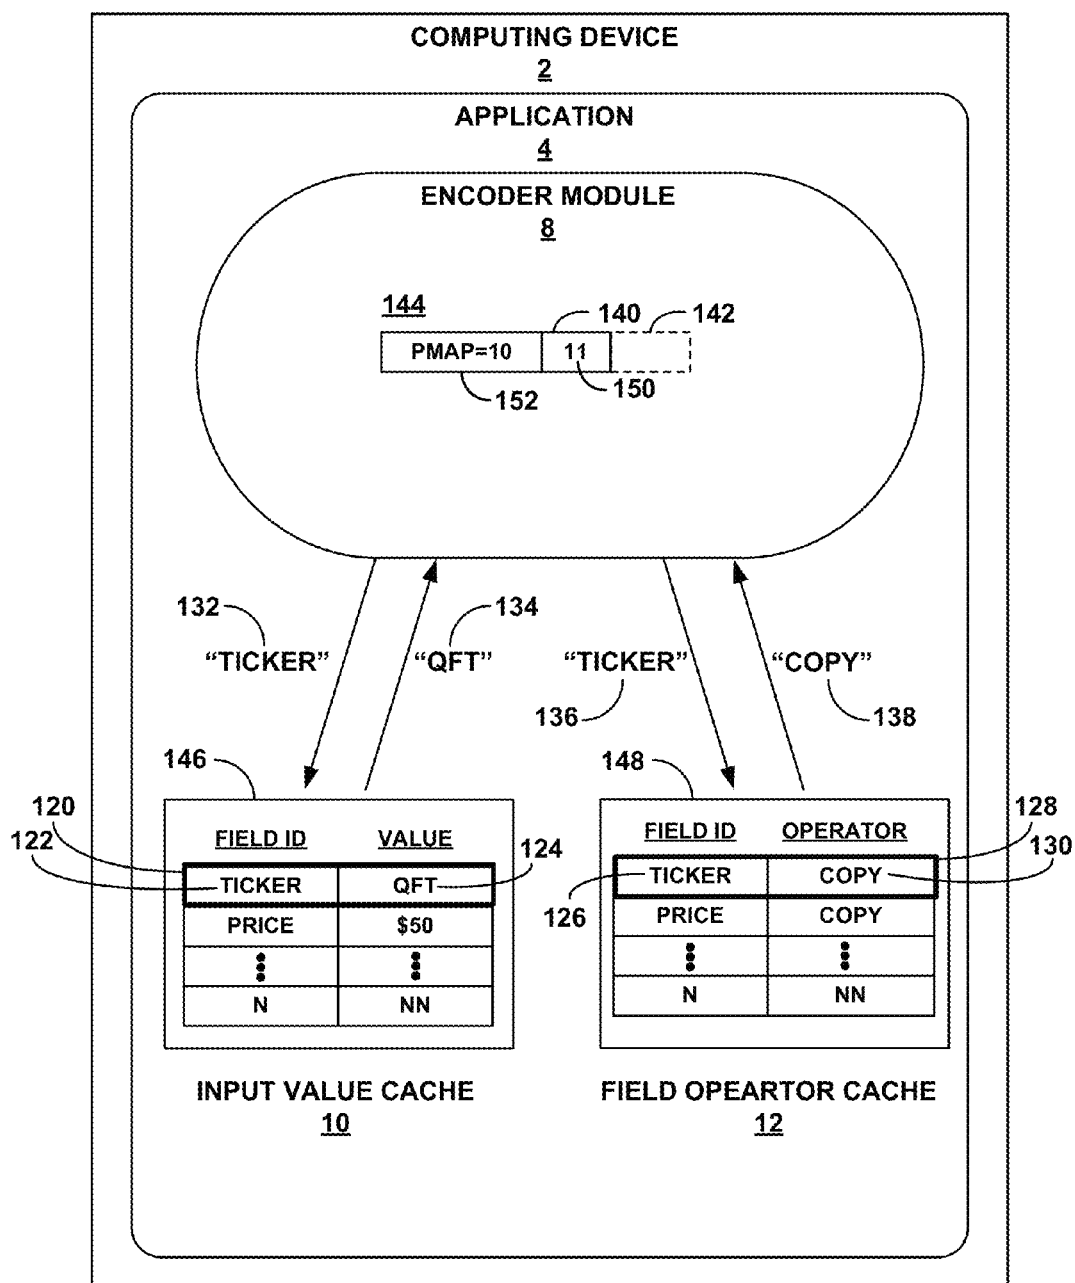 COMPUTING DEVICE
2
APPLICATION
4
ENCODER MODULE
8
144
140
142
PMAP=10
11
152
150
132
134
“TICKER”
“QFT”
“TICKER”
“COPY”
136
138
146
148
120
122
FIELD ID VALUE
124
TICKER QFT
PRICE $50
N NN
128
130
FIELD ID OPERATOR
126
TICKER COPY
PRICE COPY
N NN
INPUT VALUE CACHE
10
FIELD OPEARTOR CACHE
12